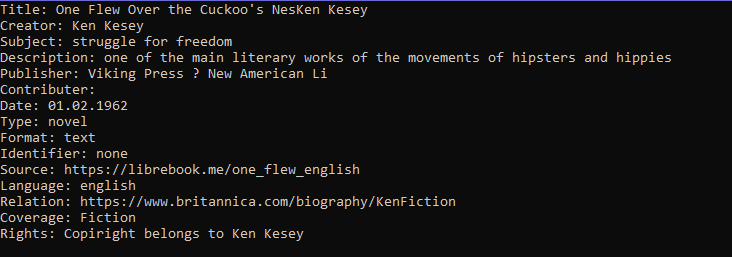 Title: One Flew Over the Cuckoo's NesKen Kesey
Creator: Ken Kesey
Subject: struggle for freedom
Description: one of the main literary works of the movements of hipsters and hippies
Publisher: Viking Press ? New American Li
Contributer:
Date: 01.02.1962
Type: novel
Format: text
Identifier: none
Source: https://librebook.me/one_flew_english
Language: english
Relation: https://www.britannica.com/biography/KenFiction
Coverage: Fiction
Rights: Copiright belongs to Ken Kesey